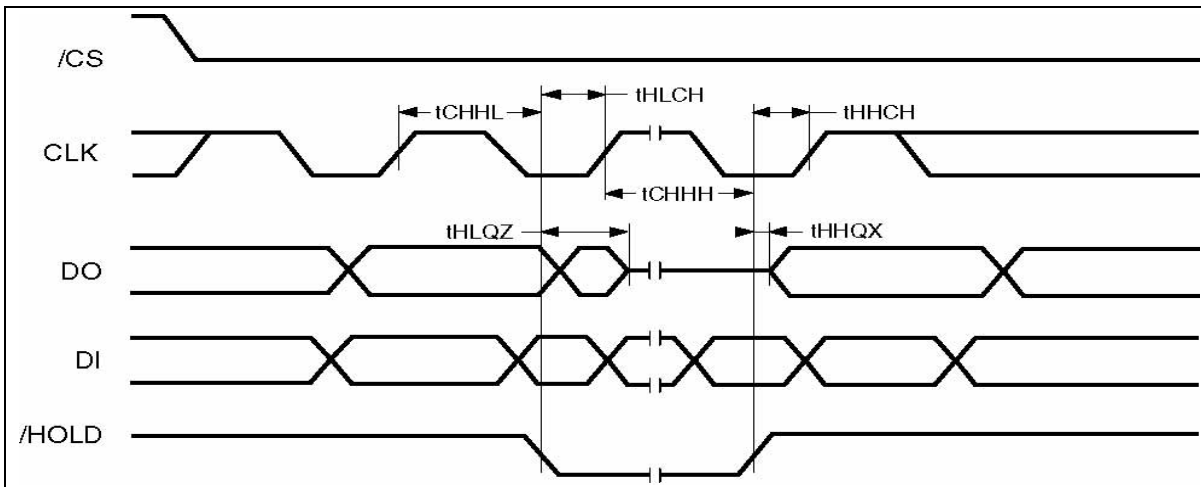 /CS
tHLCH
tCHHL
tHHCH
CLK
tCHHH
tHLQZ
tHHQX
DO
DI
/HOLD